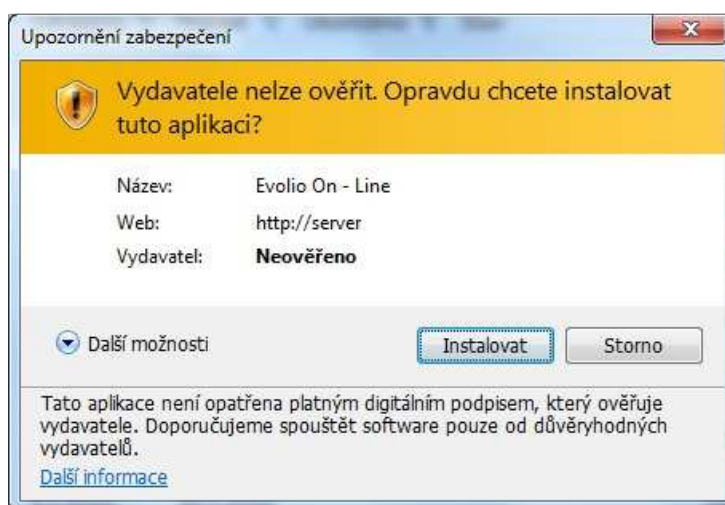 Upozornění zabezpečení
Vydavatele nelze ověřit. Opravdu chcete instalovat
tuto aplikaci?
Název: Evolio On - Line
Web: http://server
Vydavatel: Neověřeno
Další možnosti Instalovat Storno
Tato aplikace není opatřena platným digitálním podpisem, který ověřuje
vydavatele. Doporučujeme spouštět software pouze od důvěryhodných
vydavatelů.
Další informace